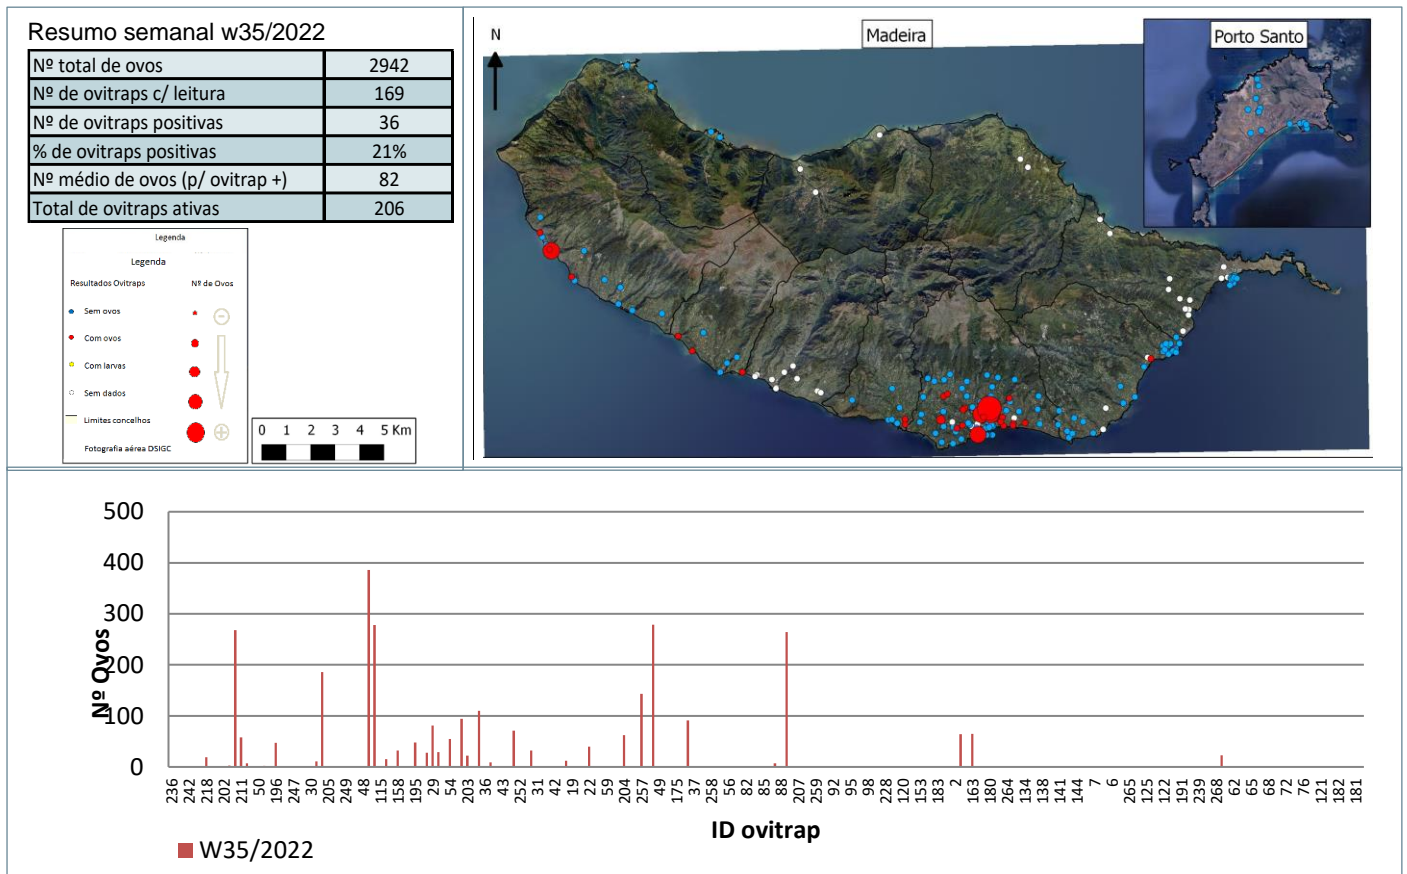 Resumo semanal w35/2022
Nº total de ovos 2942
Nº de ovitraps c/ leitura 169
Nº de ovitraps positivas 36
% de ovitraps positivas 21%
Nº médio de ovos (p/ ovitrap +) 82
Total de ovitraps ativas 206
Legenda
Legenda
Resultados Ovitraps Nº de Ovos
Sem ovos
Com ovos
Com larvas
Sem dados
Limites concelhos
Fotografia aérea DSIGC
0 1 2 3 4 5 Km
N
Madeira
Porto Santo
500
400
300
200
100
0
Nº Ovos
236 242 218 202 211 50 196 247 30 205 249 48 115 158 195 29 54 203 36 43 252 31 42 19 22 59 204 257 49 175 37 258 56 82 85 88 207 259 92 95 98 228 120 153 183 2 163 180 264 134 138 141 144 7 6 265 125 122 191 239 268 62 65 68 72 76 121 182 181
ID ovitrap
W35/2022